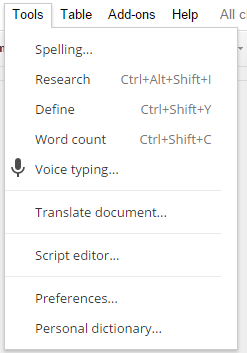 Tools Table Add-ons Help All c
Spelling...
Research Ctrl+Alt+Shift+I
Define Ctrl+Shift+Y
Word count Ctrl+Shift+C
Voice typing...
Translate document...
Script editor...
Preferences...
Personal dictionary...